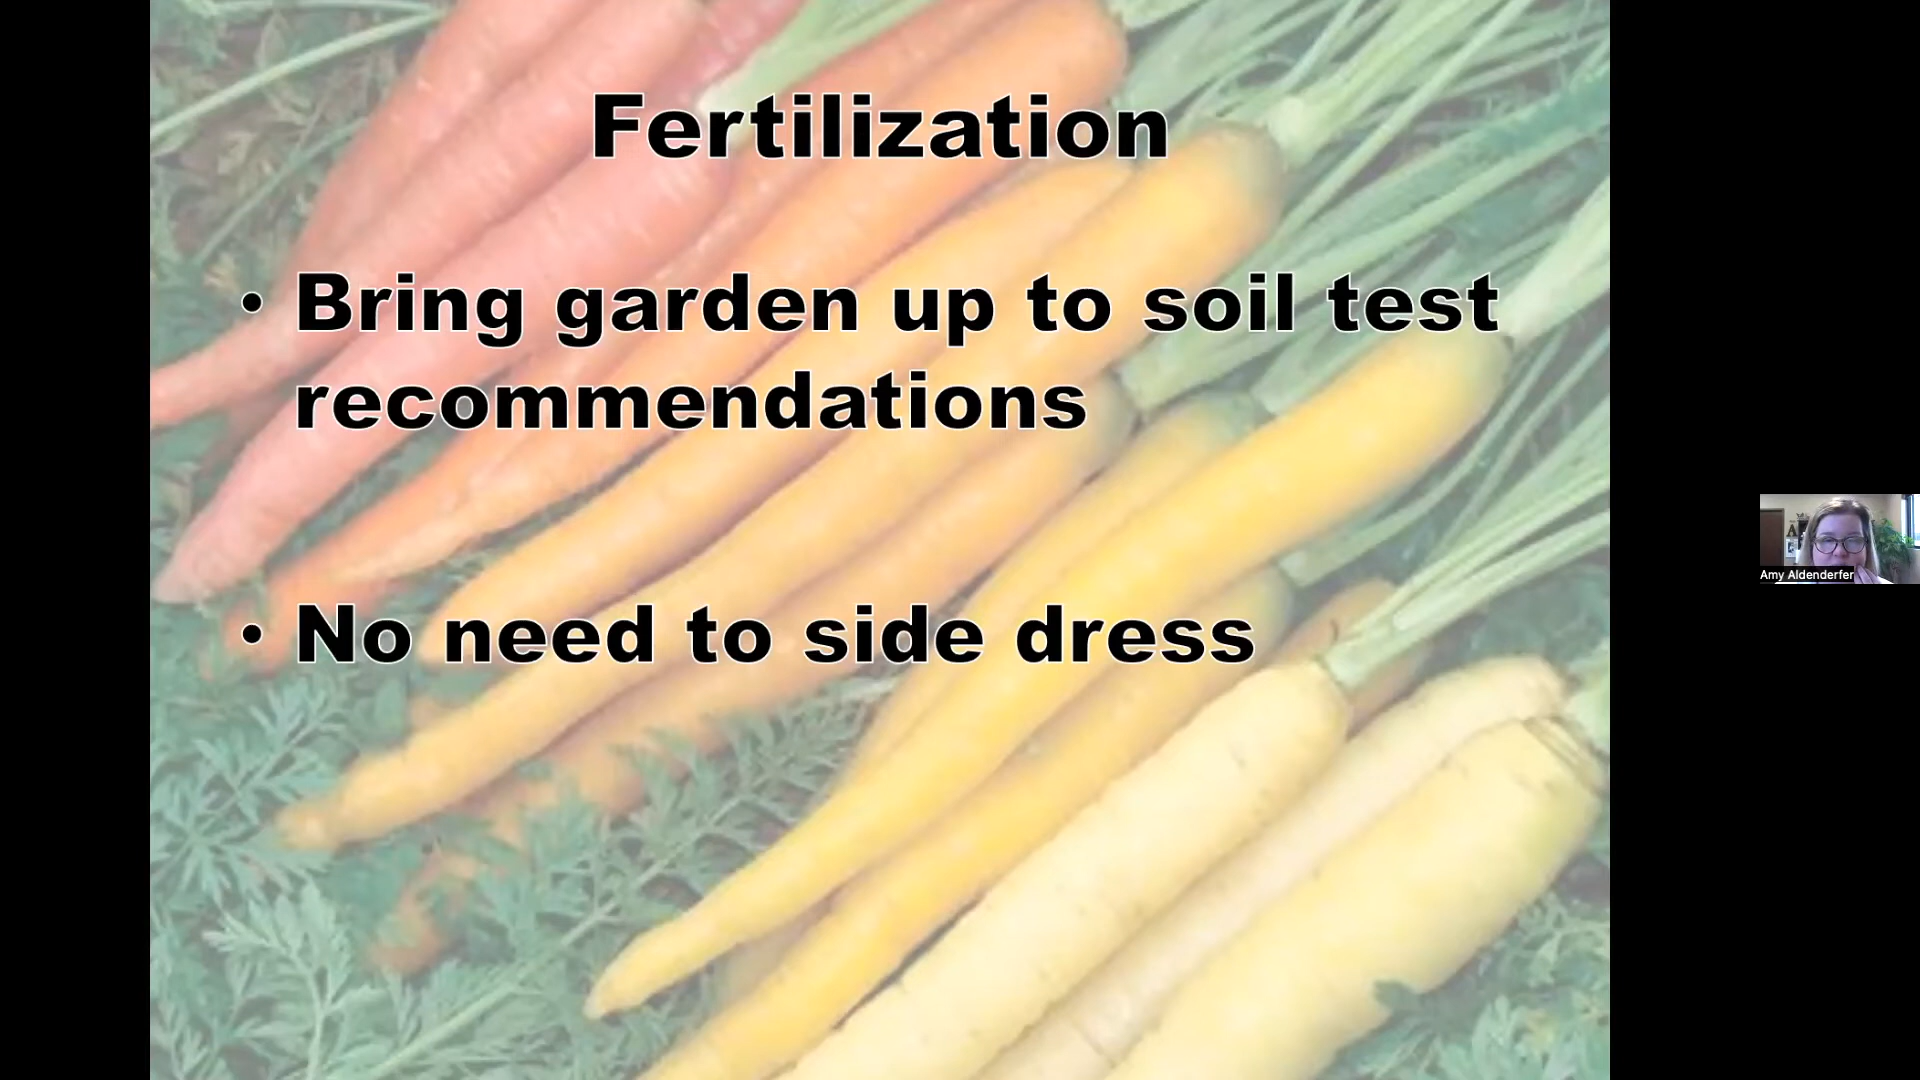 Fertilization
• Bring garden up to soil test
recommendations
• No need to side dress
Amy Aldenderfer